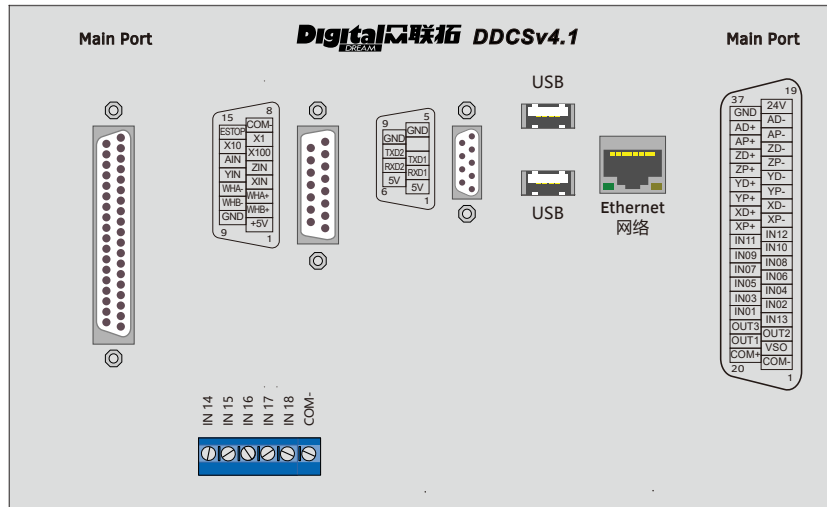 Main Port
Digital众联拓 DDCSv4.1
DREAM
Main Port
USB
USB
Ethernet
网络
15
8
ESTOP
COM-
X10
X1
AIN
X100
YIN
ZIN
WHA-
XIN
WHB-
WHA+
GND
WHB+
+5V
9
1
9
5
GND
GND
TXD2
TXD1
RXD2
RXD1
5V
5V
6
1
37
19
GND
24V
AD+
AD-
AP+
AP-
ZD+
ZD-
ZP+
ZP-
YD+
YD-
YP+
YP-
XD+
XD-
XP+
XP-
IN11
IN12
IN09
IN10
IN07
IN08
IN05
IN06
IN03
IN04
IN01
IN02
OUT3
IN13
OUT1
OUT2
COM+
VSO
COM-
20
1
IN 14
IN 15
IN 16
IN 17
IN 18
COM-